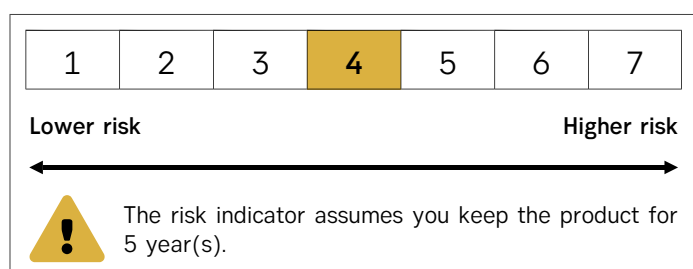 1 2 3 4 5 6 7
Lower risk Higher risk
!
The risk indicator assumes you keep the product for
5 year(s).